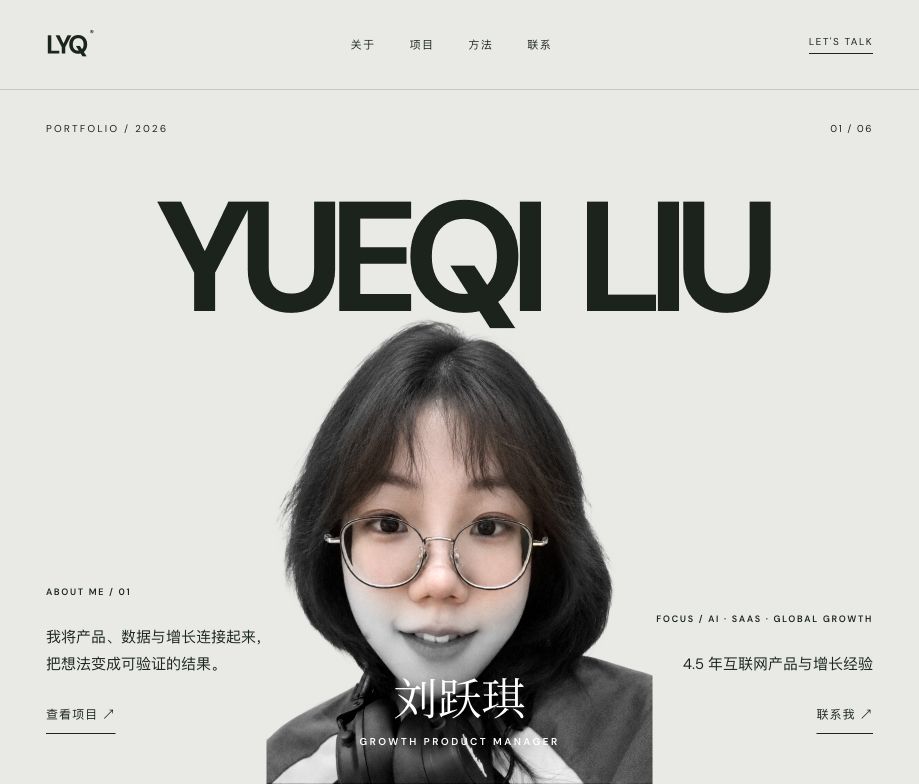 LYQ®
关于
项目
方法
联系
LET'S TALK
PORTFOLIO / 2026
01 / 06
YUEQI LIU
ABOUT ME / 01
我将产品、数据与增长连接起来，
把想法变成可验证的结果。
查看项目 ↗
刘跃琪
GROWTH PRODUCT MANAGER
FOCUS / AI · SAAS · GLOBAL GROWTH
4.5 年互联网产品与增长经验
联系我 ↗